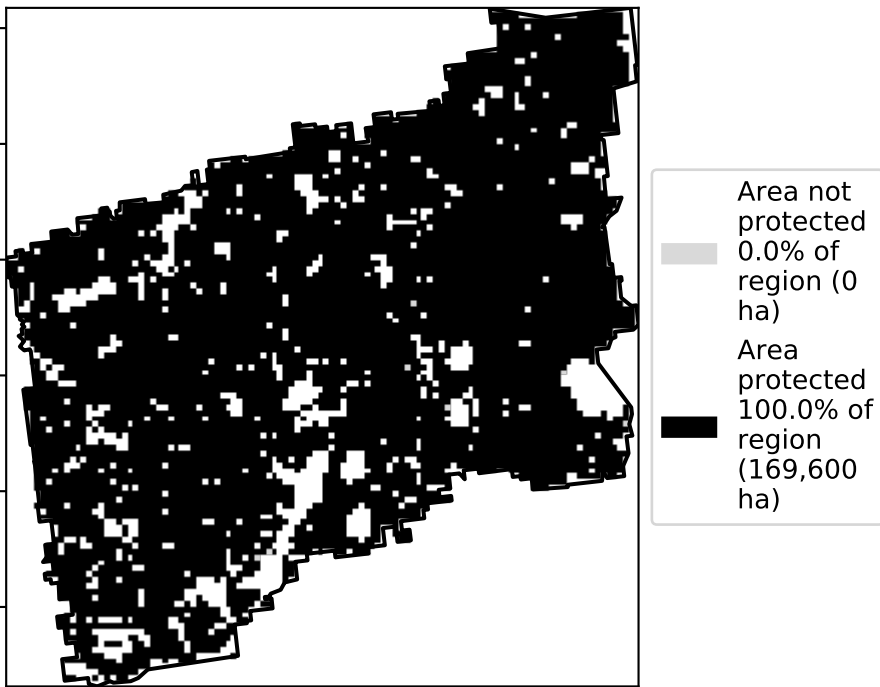 Area not
protected
0.0% of
region (0
ha)
Area
protected
100.0% of
region
(169,600
ha)